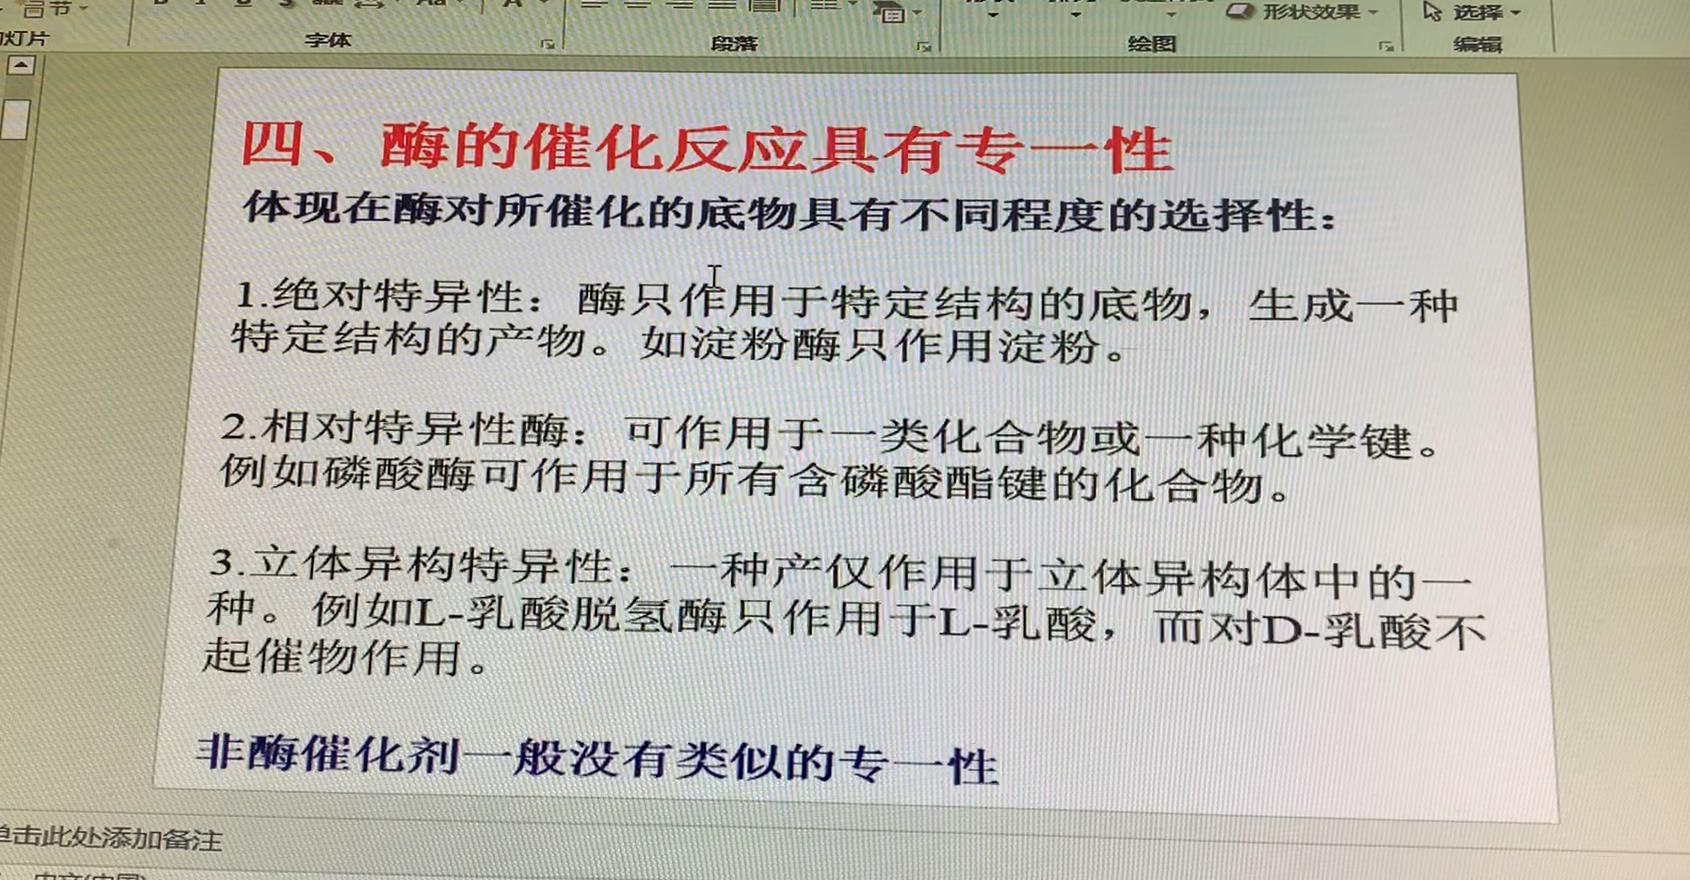 节
Aa
A
形状效果
选择
灯片
字体
段落
绘图
编辑
四、酶的催化反应具有专一性
体现在酶对所催化的底物具有不同程度的选择性：
1.绝对特异性：酶只作用于特定结构的底物，生成一种
特定结构的产物。如淀粉酶只作用淀粉。
2.相对特异性酶：可作用于一类化合物或一种化学键。
例如磷酸酶可作用于所有含磷酸酯键的化合物。
3.立体异构特异性：一种产仅作用于立体异构体中的一
种。例如L-乳酸脱氢酶只作用于L-乳酸，而对D-乳酸不
起催物作用。
非酶催化剂一般没有类似的专一性
单击此处添加备注